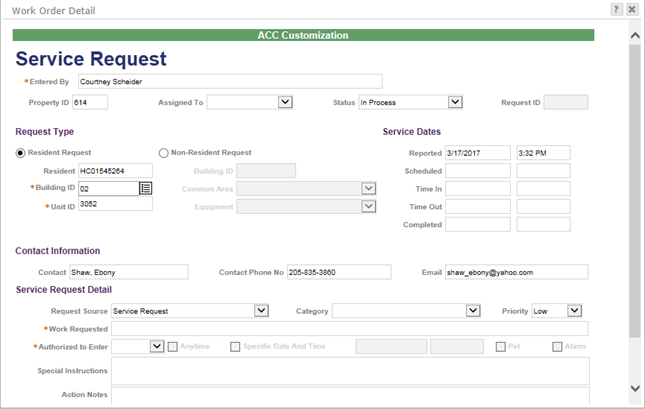 Work Order Detail ? ×
ACC Customization
Service Request
*Entered By Courtney Scheider
Property ID 614 Assigned To Status In Process Request ID
Request Type Service Dates
Resident Request Non-Resident Request Reported 3/17/2017 3:32 PM
Resident HC01545264 Building ID Scheduled
*Building ID 02 Common Area Time In
*Unit ID 3052 Equipment Time Out
Completed
Contact Information
Contact Shaw, Ebony Contact Phone No 205-835-3860 Email shaw_ebony@yahoo.com
Service Request Detail
Request Source Service Request Category Priority Low
*Work Requested
*Authorized to Enter Anytime Specific Date And Time Pet Alarm
Special Instructions
Action Notes